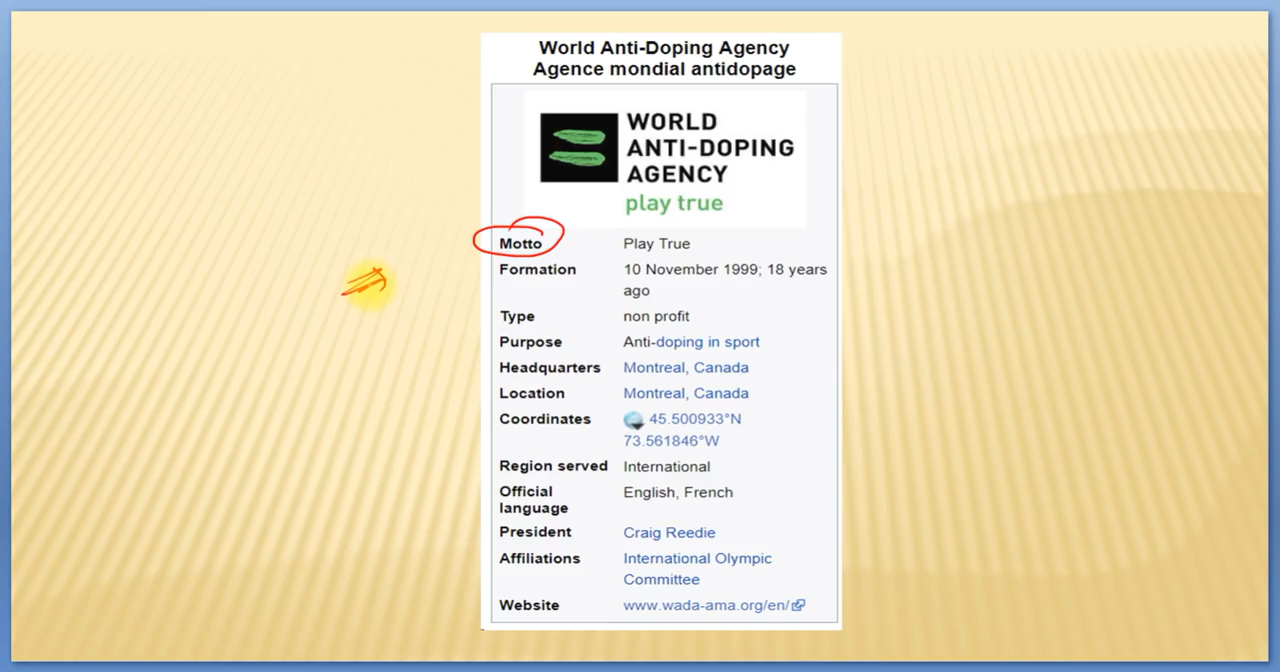 World Anti-Doping Agency
Agence mondial antidopage
WORLD
ANTI-DOPING
AGENCY
play true
Motto Play True
Formation 10 November 1999; 18 years
ago
Type non profit
Purpose Anti-doping in sport
Headquarters Montreal, Canada
Location Montreal, Canada
Coordinates 45.500933°N
73.561846°W
Region served International
Official English, French
language
President Craig Reedie
Affiliations International Olympic
Committee
Website www.wada-ama.org/en/